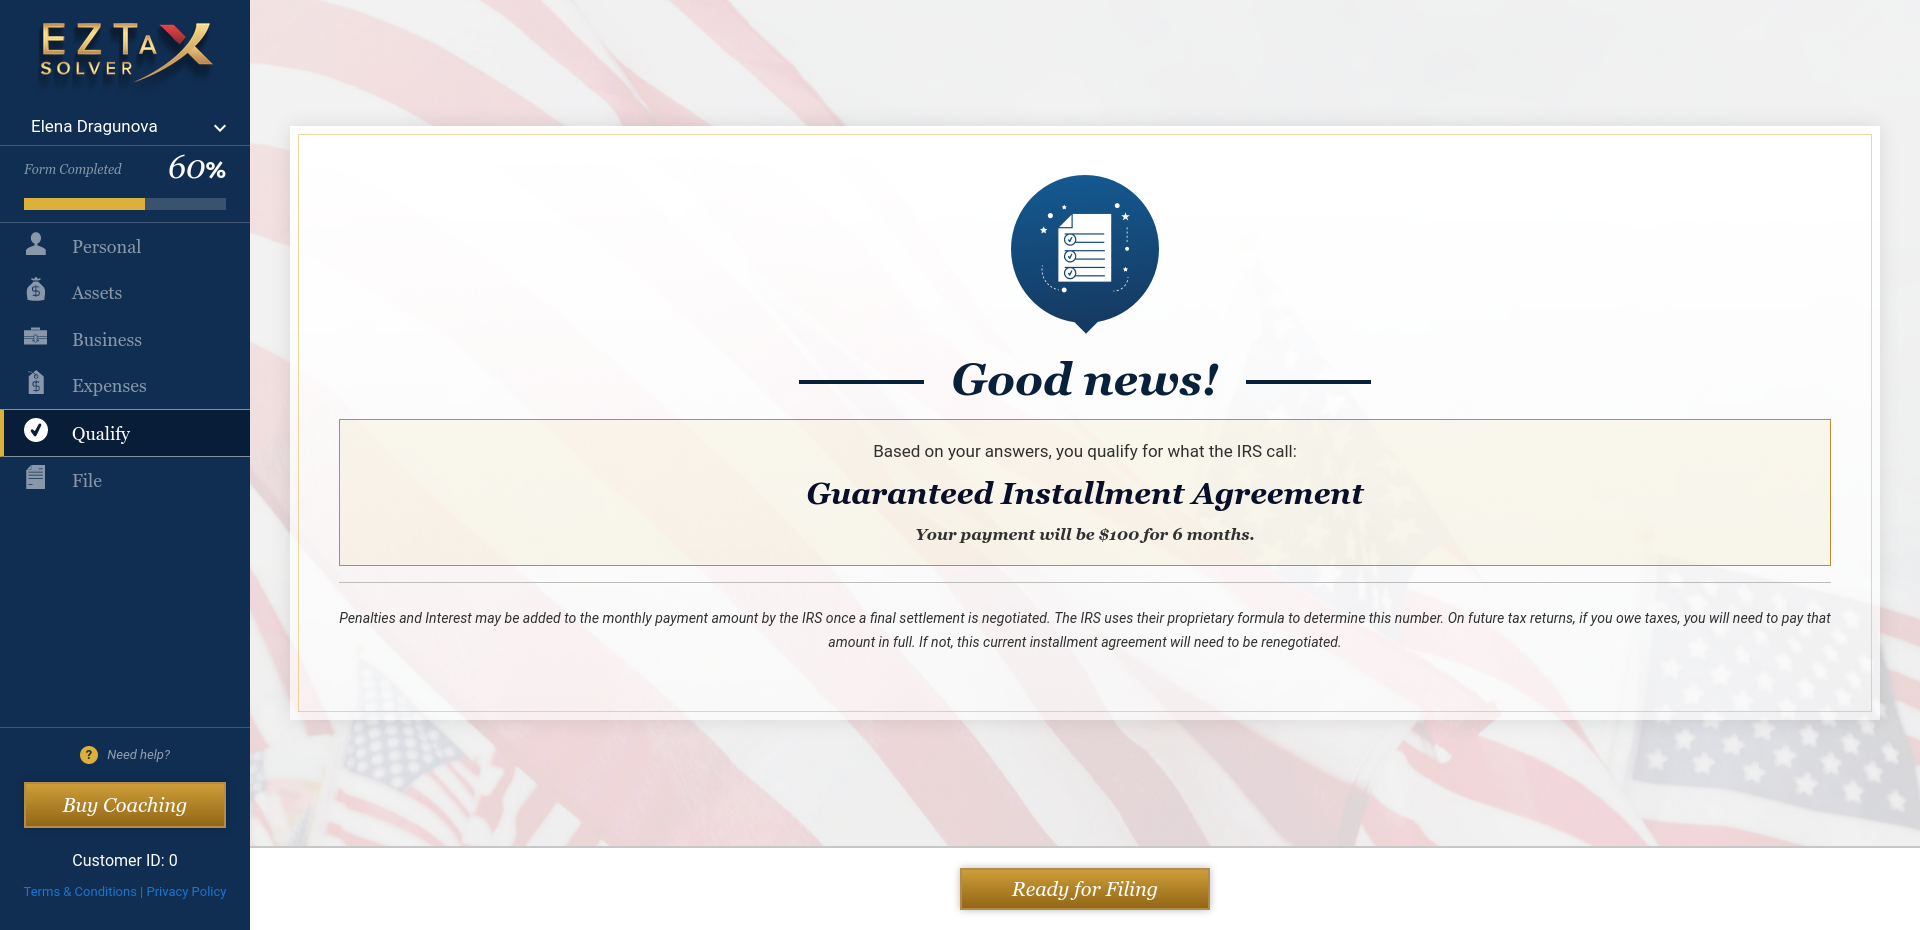 EZTAX
SOLVER
Elena Dragunova
Form Completed
60%
Personal
Assets
Business
Expenses
Qualify
File
? Need help?
Buy Coaching
Customer ID: 0
Terms & Conditions | Privacy Policy
Good news!
Based on your answers, you qualify for what the IRS call:
Guaranteed Installment Agreement
Your payment will be $100 for 6 months.
Penalties and Interest may be added to the monthly payment amount by the IRS once a final settlement is negotiated. The IRS uses their proprietary formula to determine this number. On future tax returns, if you owe taxes, you will need to pay that
amount in full. If not, this current installment agreement will need to be renegotiated.
Ready for Filing